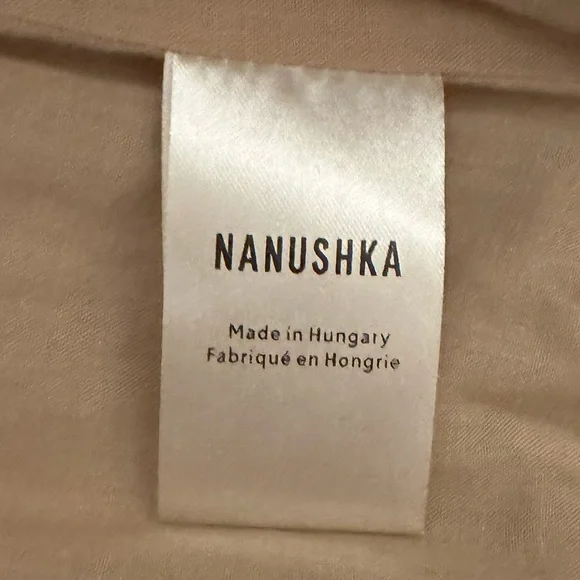 NANUSHKA
Made in Hungary
Fabriqué en Hongrie